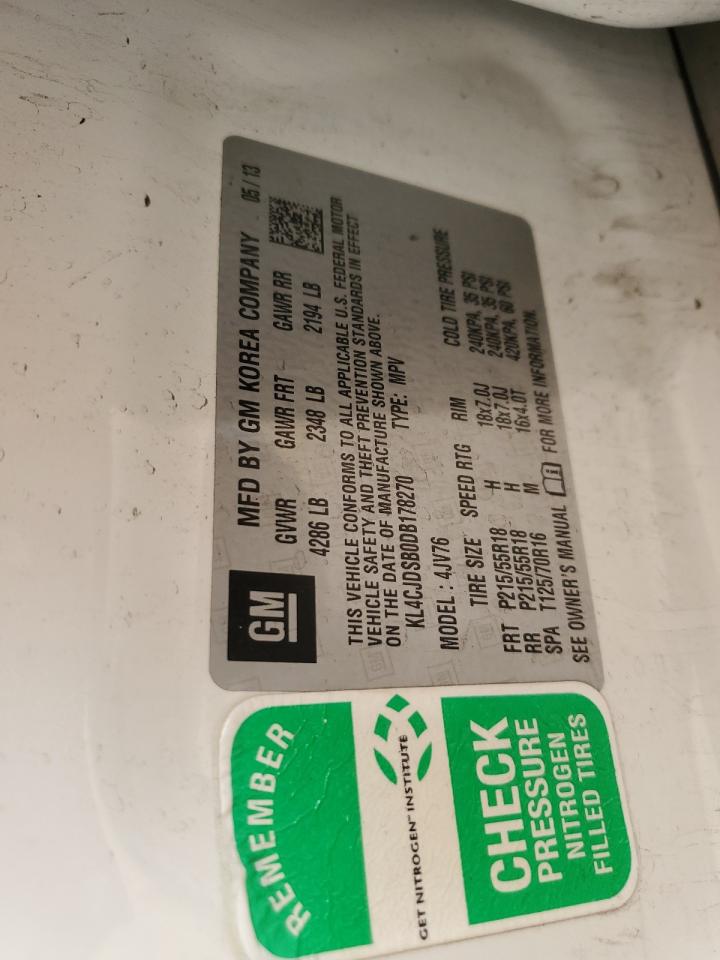 GM
MFD BY GM KOREA COMPANY 05/13
GVWR GAWR FRT GAWR RR
4286 LB 2348 LB 2194 LB
THIS VEHICLE CONFORMS TO ALL APPLICABLE U.S. FEDERAL MOTOR
VEHICLE SAFETY AND THEFT PREVENTION STANDARDS IN EFFECT
ON THE DATE OF MANUFACTURE SHOWN ABOVE.
KL4CJDSB0DB178270 TYPE: MPV
MODEL : 4JV76
TIRE SIZE SPEED RTG RIM COLD TIRE PRESSURE
FRT P215/55R18 H 18x7.0J 240KPA, 35 PSI
RR P215/55R18 H 18x7.0J 240KPA, 35 PSI
SPA T125/70R16 M 16x4.0T 420KPA, 60 PSI
SEE OWNER'S MANUAL i FOR MORE INFORMATION.
REMEMBER
GET NITROGEN™ INSTITUTE
CHECK
PRESSURE
NITROGEN
FILLED TIRES